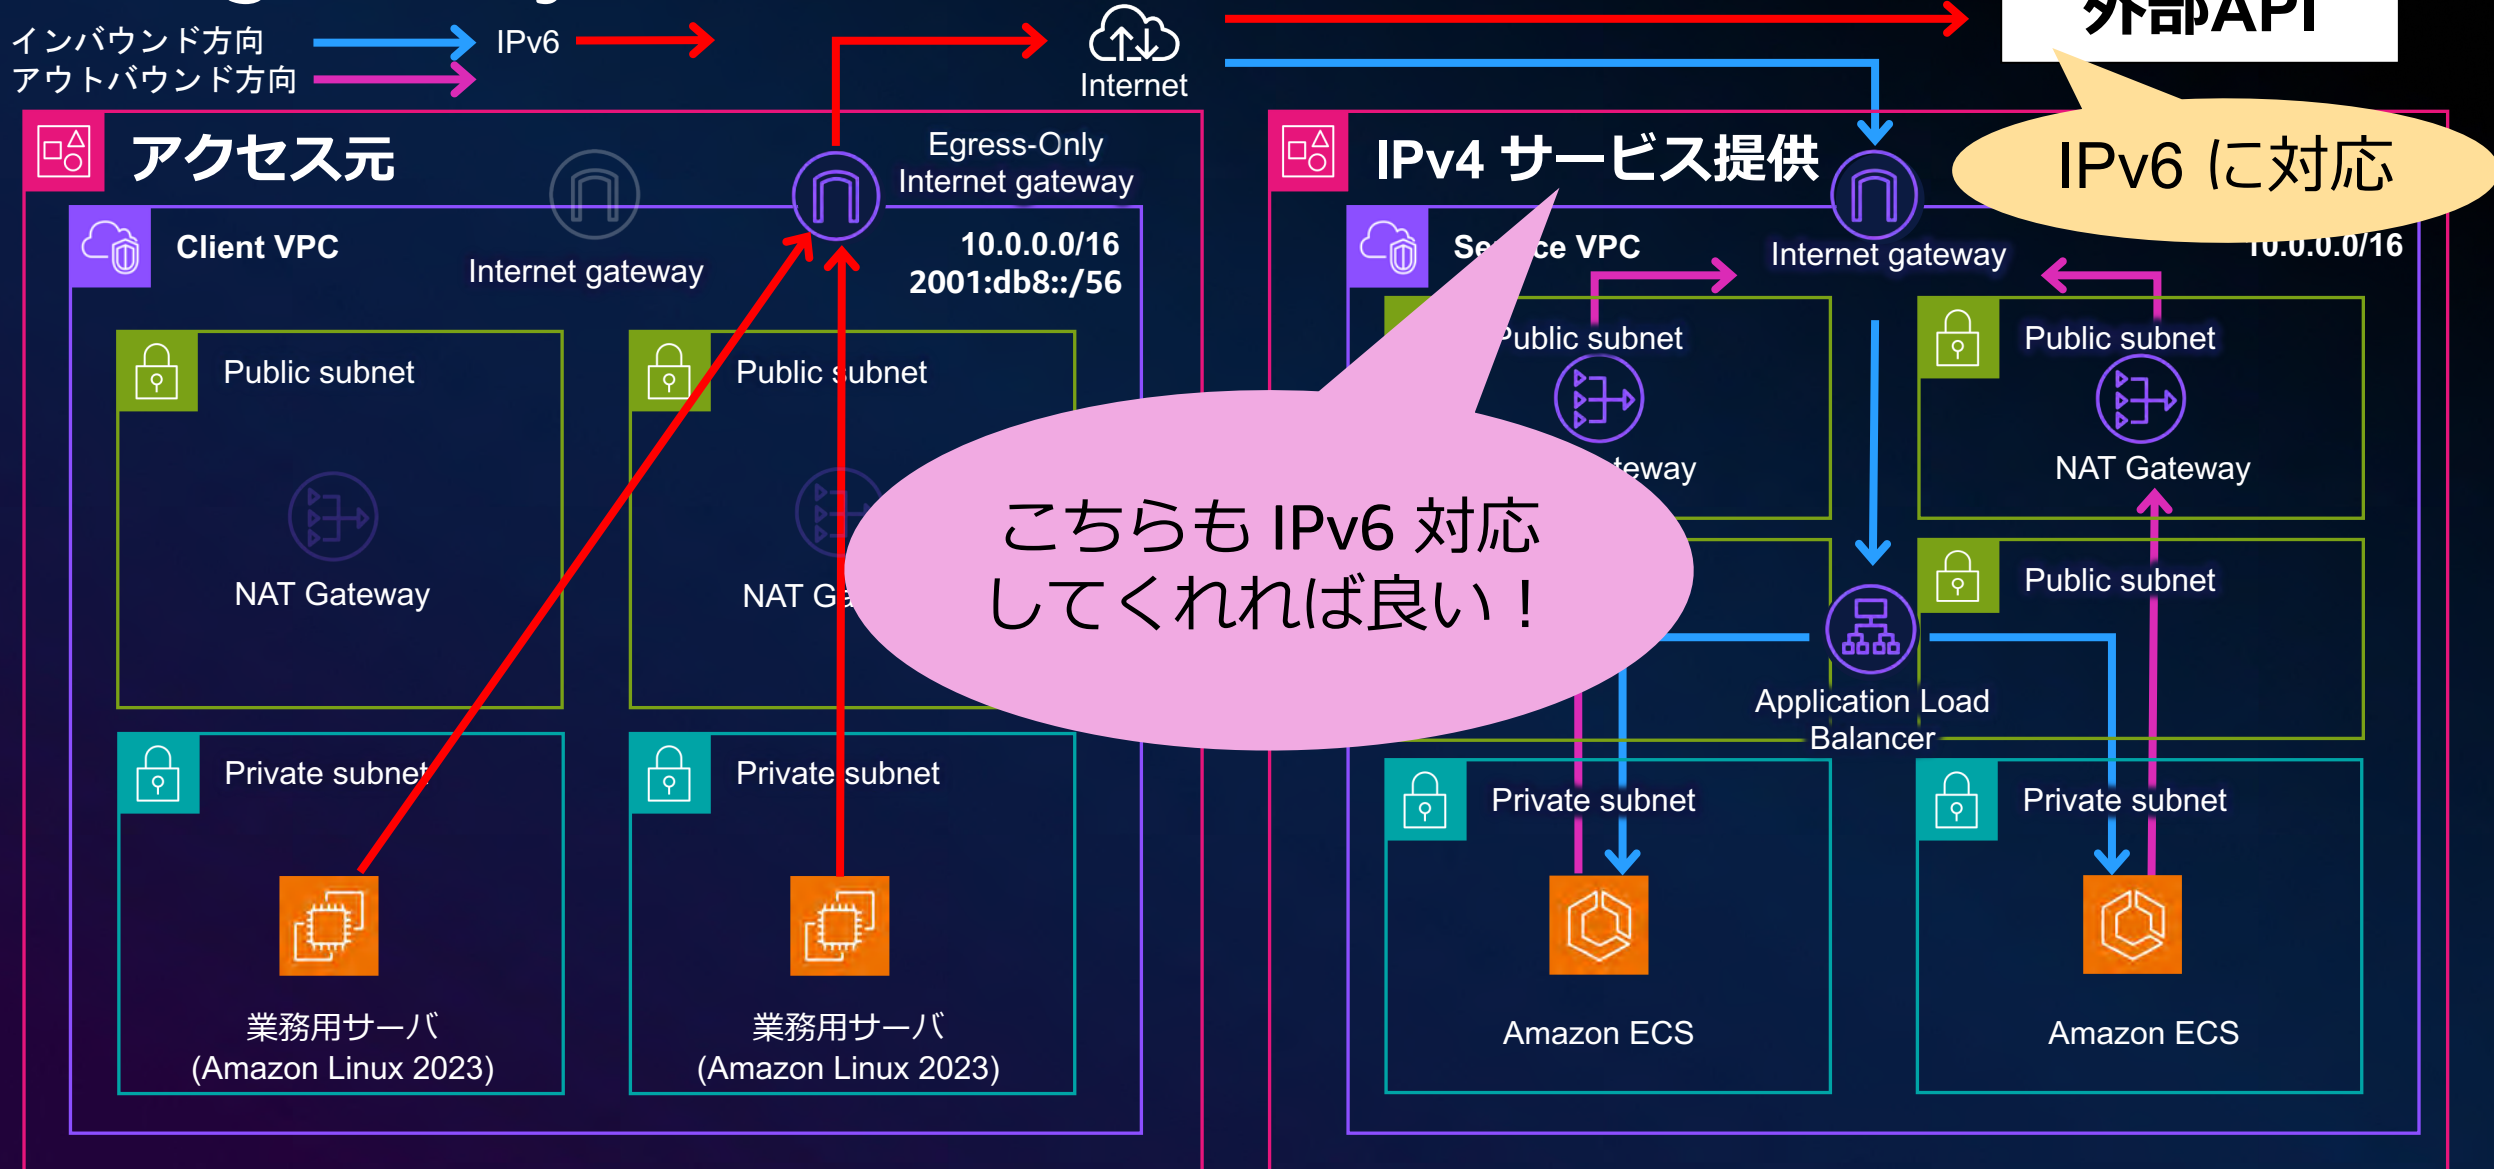 インバウンド方向
IPv6
アウトバウンド方向
Internet
外部API
IPv6 に対応
アクセス元
Egress-Only
Internet gateway
Client VPC
Internet gateway
10.0.0.0/16
2001:db8::/56
Public subnet
Public subnet
NAT Gateway
NAT
Private subnet
Private subnet
業務用サーバ
(Amazon Linux 2023)
業務用サーバ
(Amazon Linux 2023)
IPv4 サービス提供
VPC
Internet gateway
10.0.0.0/16
Public subnet
Public subnet
NAT Gateway
こちらも IPv6 対応
してくれれば良い！
Public subnet
Application Load
Balancer
Private subnet
Private subnet
Amazon ECS
Amazon ECS